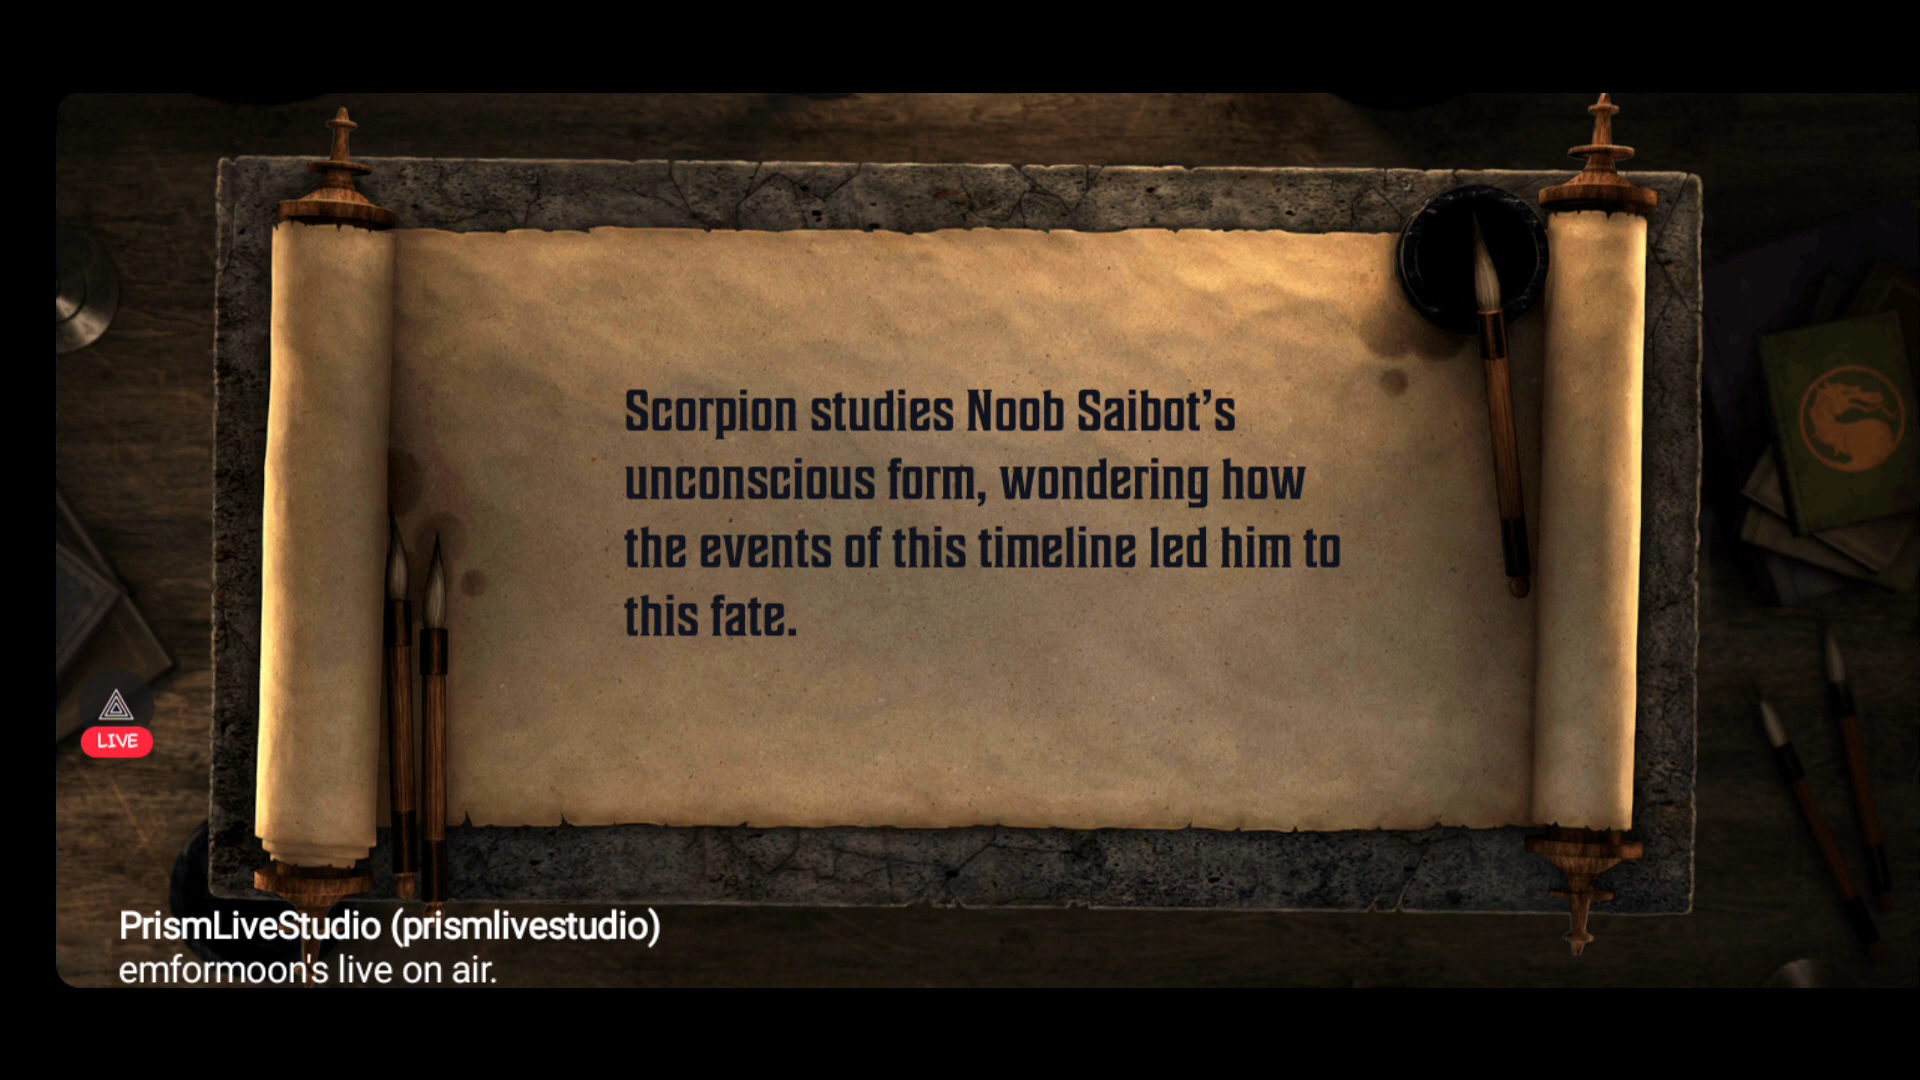 Scorpion studies Noob Saibot’s
unconscious form, wondering how
the events of this timeline led him to
this fate.
LIVE
PrismLiveStudio (prismlivestudio)
emformoon's live on air.